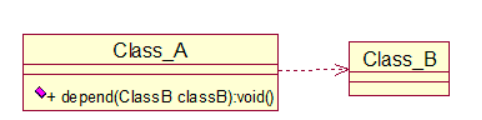 Class_A
Class_B
+ depend(ClassB classB):void()